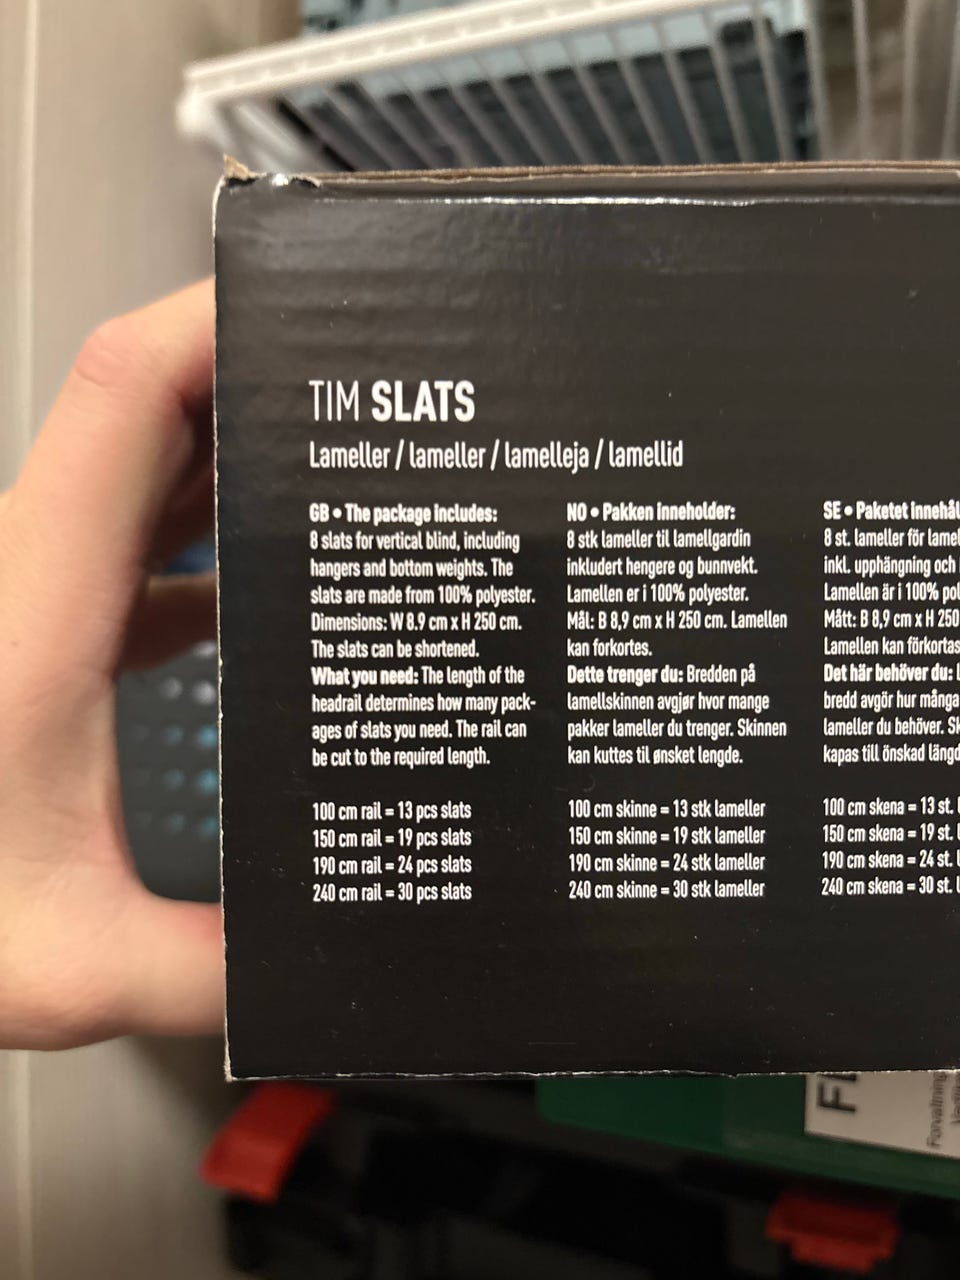 TIM SLATS
Lameller / lameller / lamelleja / lamellid
GB • The package includes:
8 slats for vertical blind, including
hangers and bottom weights. The
slats are made from 100% polyester.
Dimensions: W 8.9 cm x H 250 cm.
The slats can be shortened.
What you need: The length of the
headrail determines how many pack-
ages of slats you need. The rail can
be cut to the required length.
100 cm rail = 13 pcs slats
150 cm rail = 19 pcs slats
190 cm rail = 24 pcs slats
240 cm rail = 30 pcs slats
NO • Pakken inneholder:
8 stk lameller til lamellgardin
inkludert hengere og bunnvekt.
Lamellen er i 100% polyester.
Mål: B 8,9 cm x H 250 cm. Lamellen
kan forkortes.
Dette trenger du: Bredden på
lamellskinnen avgjør hvor mange
pakker lameller du trenger. Skinnen
kan kuttes til ønsket lengde.
100 cm skinne = 13 stk lameller
150 cm skinne = 19 stk lameller
190 cm skinne = 24 stk lameller
240 cm skinne = 30 stk lameller
SE • Paketet innehål
8 st. lameller för lamel
inkl. upphängning och
Lamellen är i 100% pol
Mått: B 8,9 cm x H 250
Lamellen kan förkortas
Det här behöver du: L
bredd avgör hur många
lameller du behöver. Sk
kapas till önskad längd
100 cm skena = 13 st. l
150 cm skena = 19 st. l
190 cm skena = 24 st. l
240 cm skena = 30 st. l